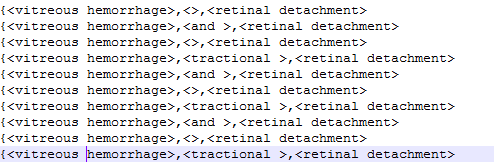 {<vitreous hemorrhage>,<>,<retinal detachment>
{<vitreous hemorrhage>,<and >,<retinal detachment>
{<vitreous hemorrhage>,<>,<retinal detachment>
{<vitreous hemorrhage>,<tractional >,<retinal detachment>
{<vitreous hemorrhage>,<and >,<retinal detachment>
{<vitreous hemorrhage>,<>,<retinal detachment>
{<vitreous hemorrhage>,<tractional >,<retinal detachment>
{<vitreous hemorrhage>,<and >,<retinal detachment>
{<vitreous hemorrhage>,<>,<retinal detachment>
{<vitreous hemorrhage>,<tractional >,<retinal detachment>